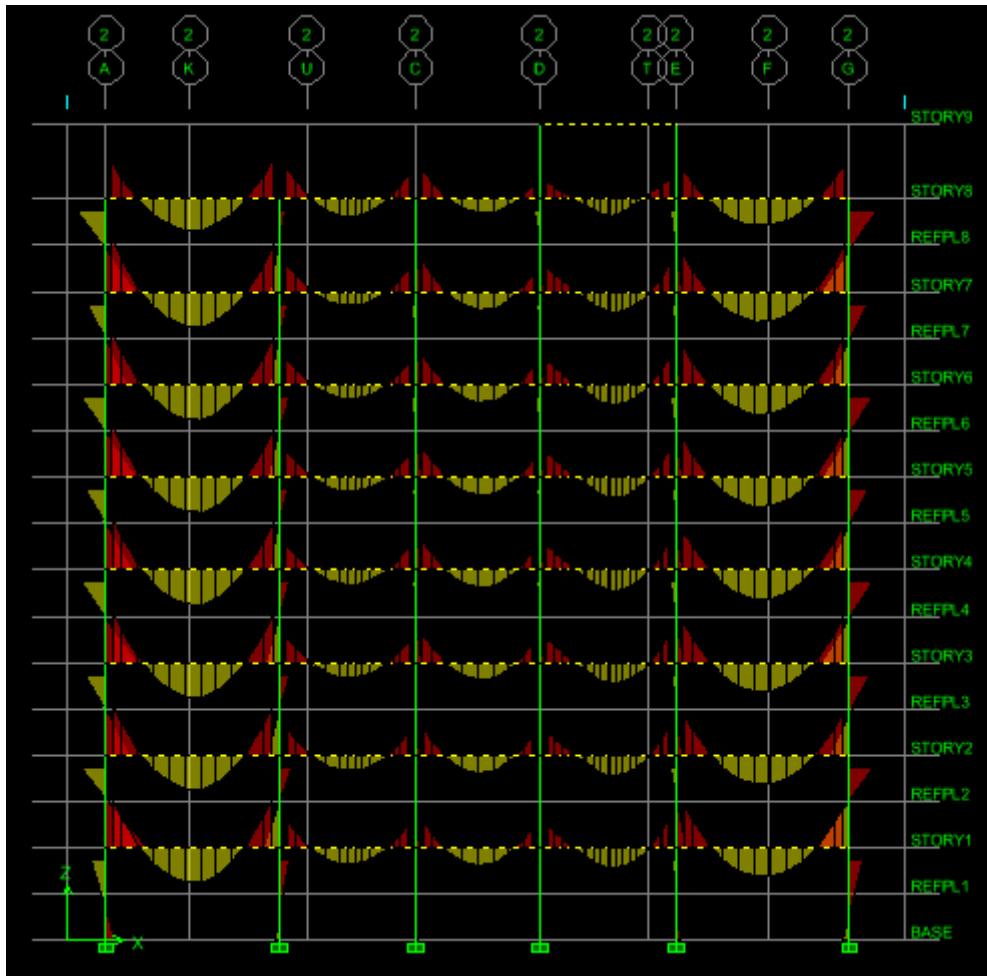 2 2 2 2 2 2 2 2 2
A K U C D T E F G
STORY9
STORY8
REFPL8
STORY7
REFPL7
STORY6
REFPL6
STORY5
REFPL5
STORY4
REFPL4
STORY3
REFPL3
STORY2
REFPL2
STORY1
Z
REFPL1
X
BASE